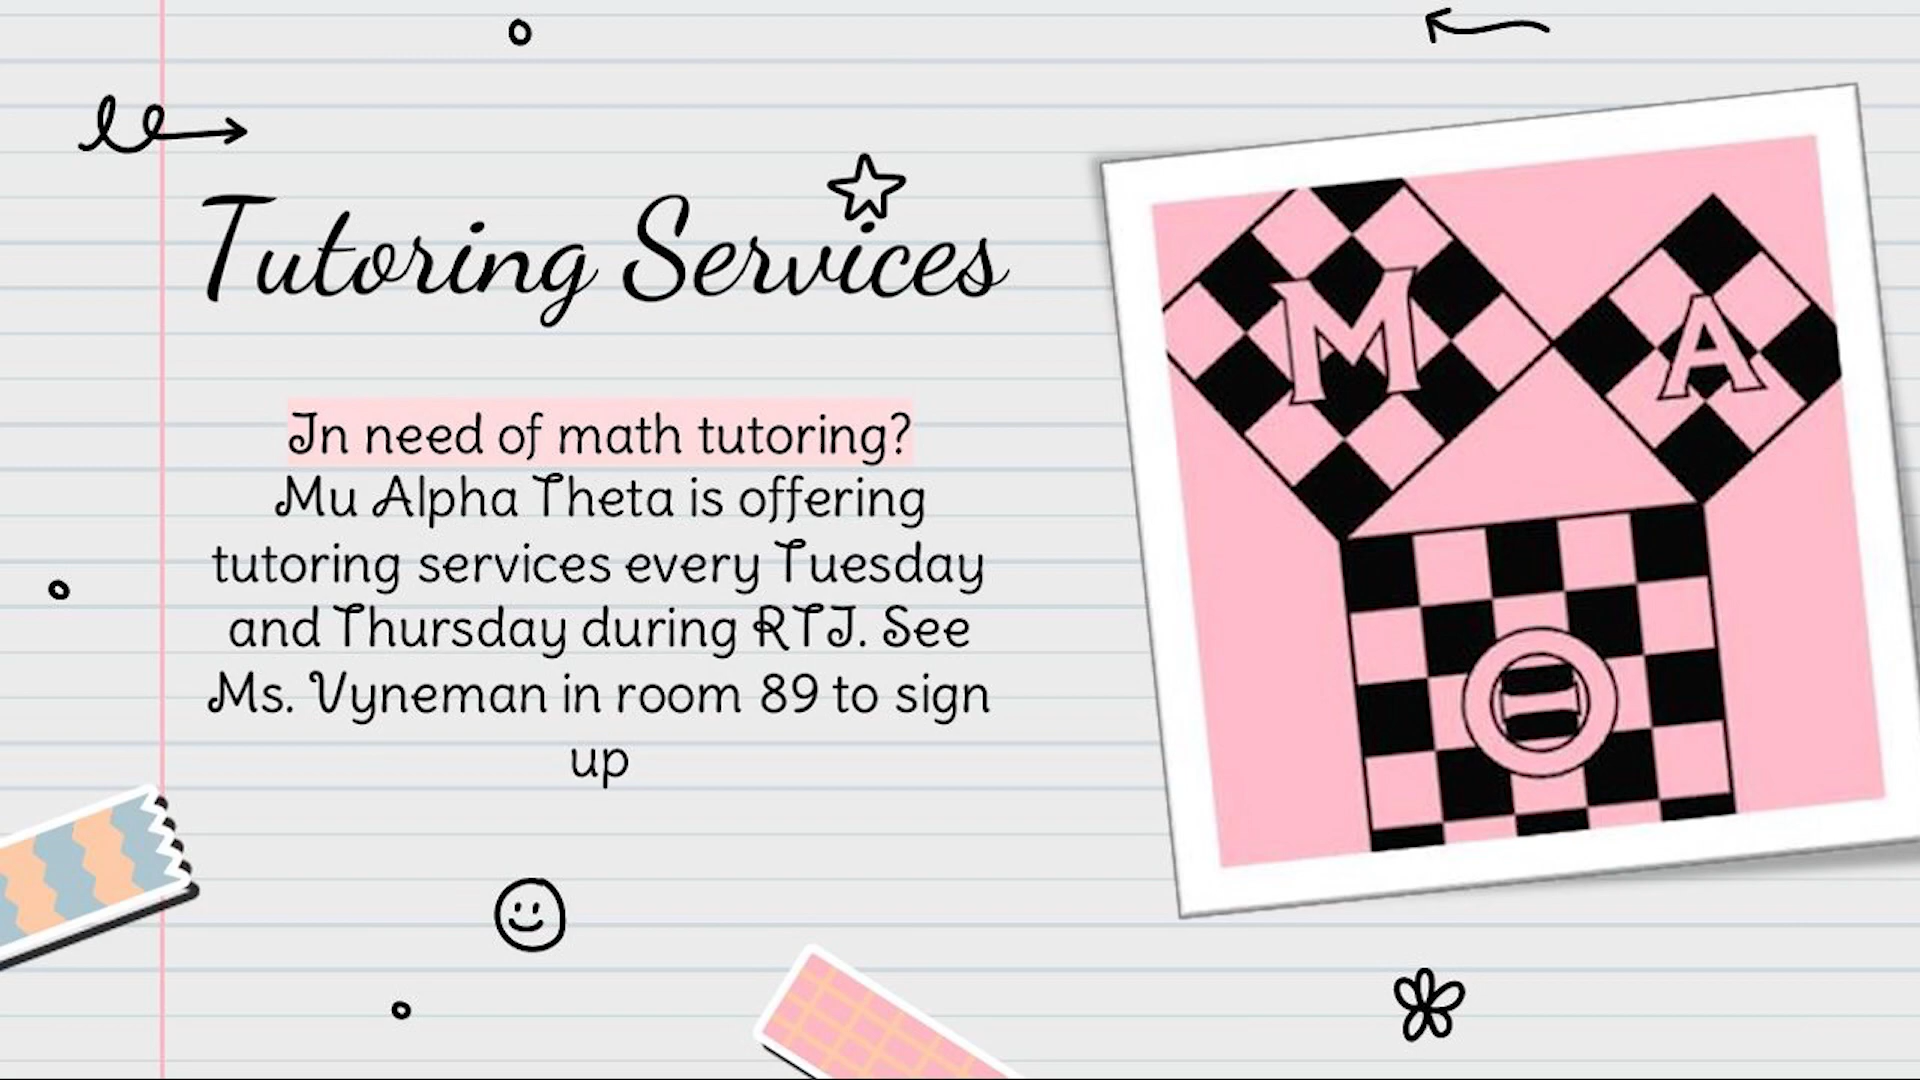 Tutoring Services
In need of math tutoring?
Mu Alpha Theta is offering
tutoring services every Tuesday
and Thursday during RTI. See
Ms. Vyneman in room 89 to sign
up
M A
Θ